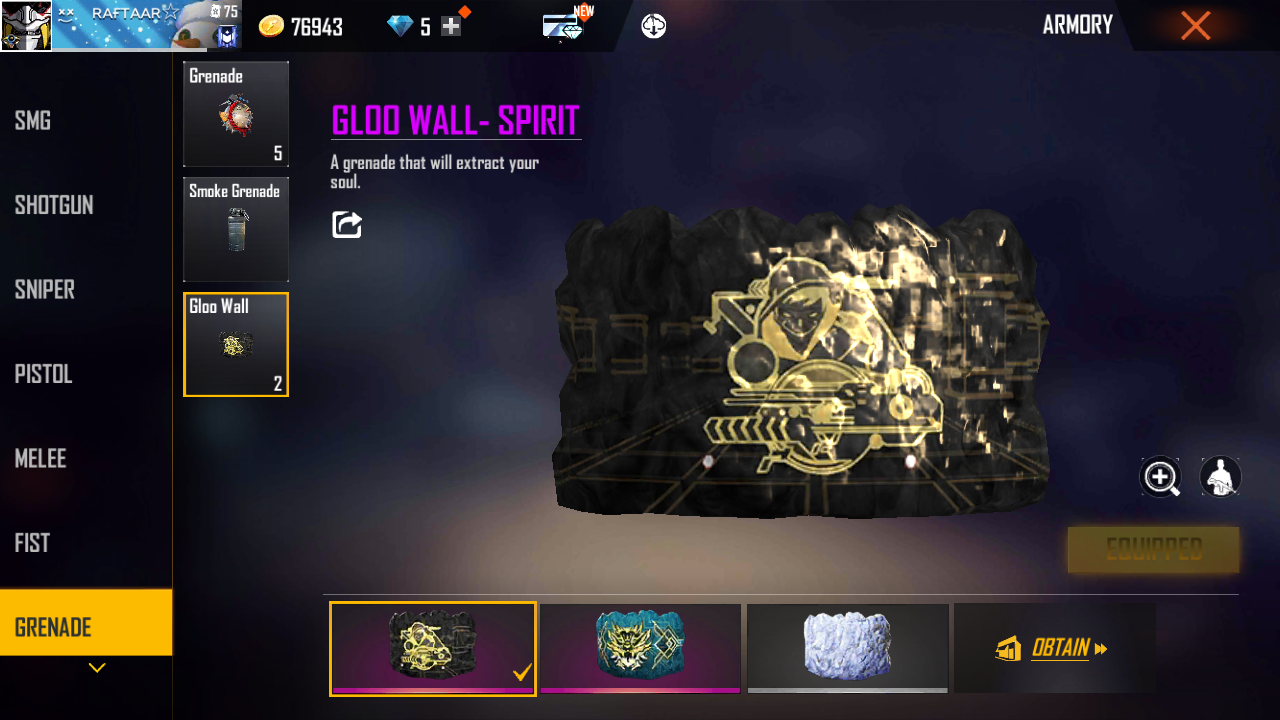 RAFTAAR☆
75
76943
5
NEW
ARMORY
SMG
SHOTGUN
SNIPER
PISTOL
MELEE
FIST
GRENADE
Grenade
5
Smoke Grenade
Gloo Wall
2
GLOO WALL- SPIRIT
A grenade that will extract your
soul.
EQUIPPED
OBTAIN